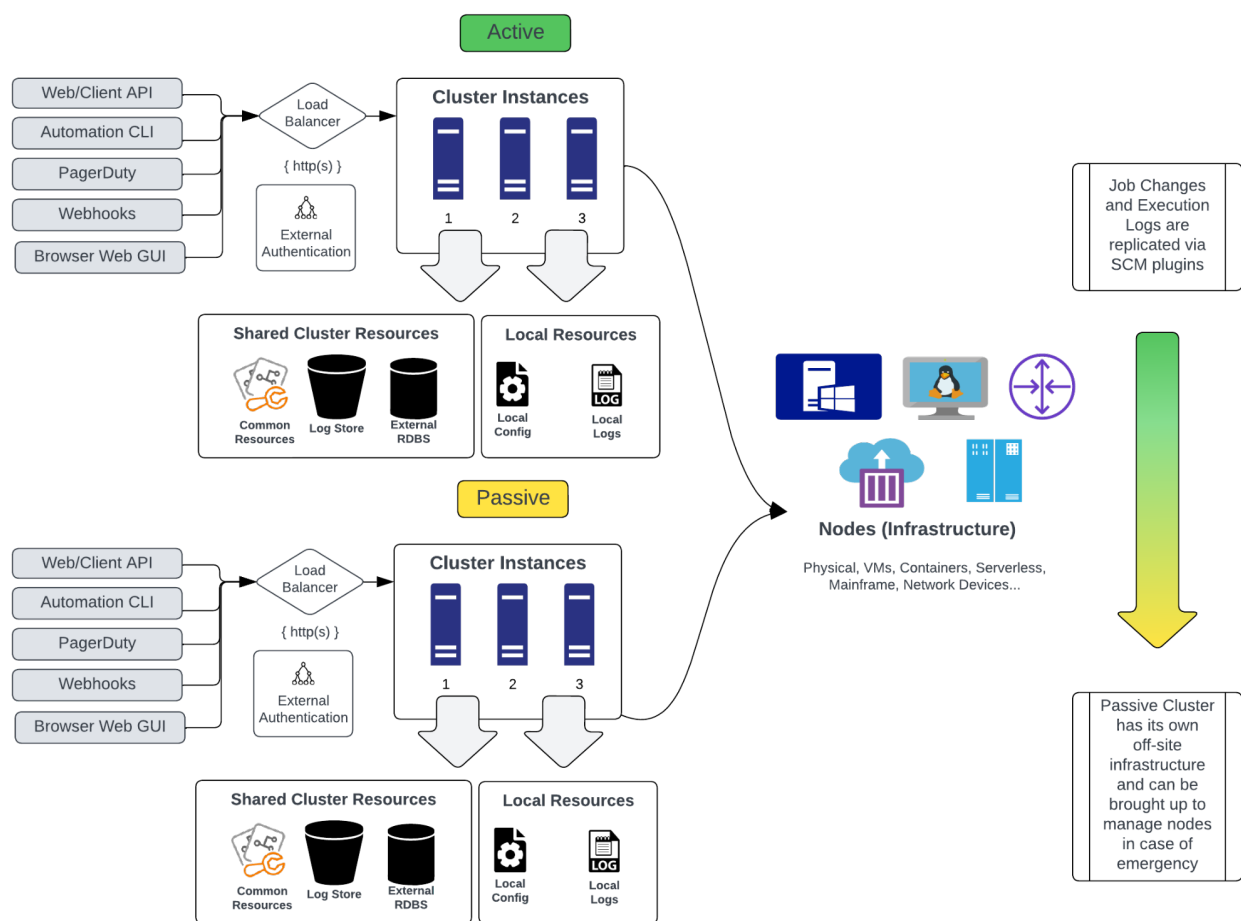 Active
Web/Client API
Automation CLI
PagerDuty
Webhooks
Browser Web GUI
Load
Balancer
{ http(s) }
External
Authentication
Cluster Instances
1
2
3
Shared Cluster Resources
Common
Resources
Log Store
External
RDBS
Local Resources
Local
Config
LOG
Local
Logs
Passive
Web/Client API
Automation CLI
PagerDuty
Webhooks
Browser Web GUI
Load
Balancer
{ http(s) }
External
Authentication
Cluster Instances
1
2
3
Shared Cluster Resources
Common
Resources
Log Store
External
RDBS
Local Resources
Local
Config
LOG
Local
Logs
Nodes (Infrastructure)
Physical, VMs, Containers, Serverless,
Mainframe, Network Devices...
Job Changes
and Execution
Logs are
replicated via
SCM plugins
Passive Cluster
has its own
off-site
infrastructure
and can be
brought up to
manage nodes
in case of
emergency